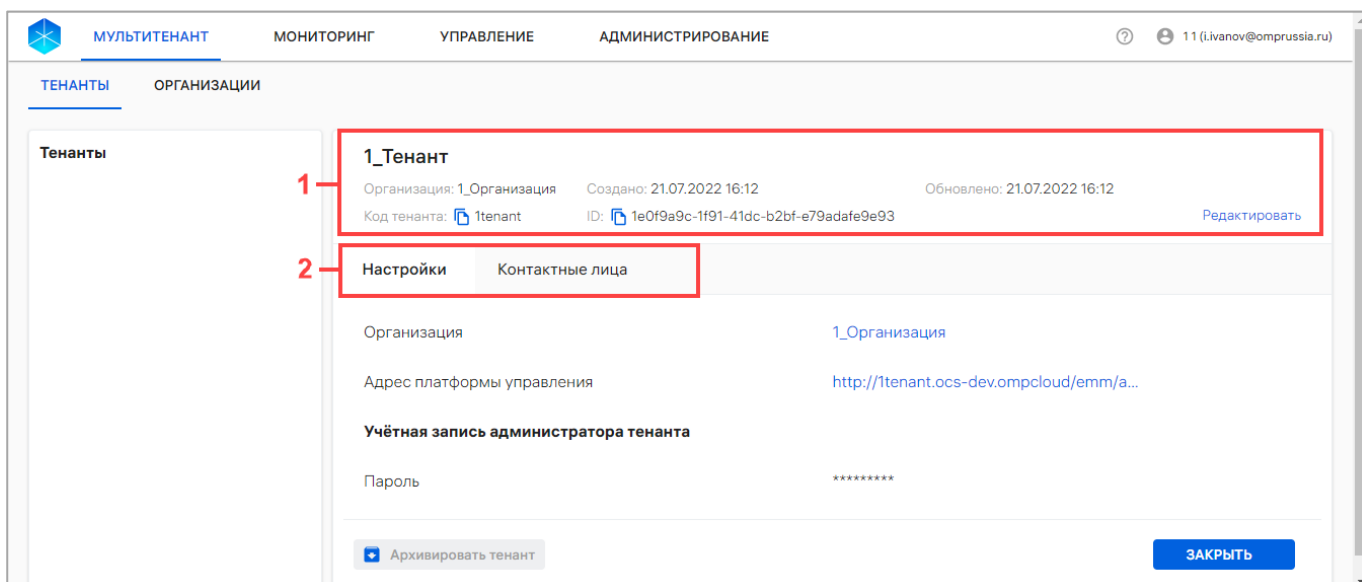 МУЛЬТИТЕНАНТ МОНИТОРИНГ УПРАВЛЕНИЕ АДМИНИСТРИРОВАНИЕ 11 (i.ivanov@omprussia.ru)
ТЕНАНТЫ ОРГАНИЗАЦИИ
Тенанты
1
1_Тенант
Организация: 1_Организация Создано: 21.07.2022 16:12 Обновлено: 21.07.2022 16:12
Код тенанта: 1tenant ID: 1e0f9a9c-1f91-41dc-b2bf-e79adafe9e93 Редактировать
2
Настройки Контактные лица
Организация 1_Организация
Адрес платформы управления http://1tenant.ocs-dev.ompcloud/emm/a...
Учётная запись администратора тенанта
Пароль *********
Архивировать тенант ЗАКРЫТЬ